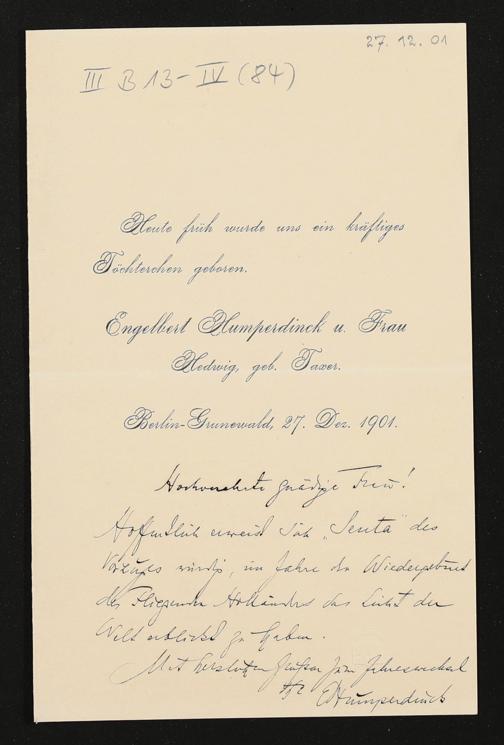 27. 12. 01
III B 13 - IV (84)
Heute früh wurde uns ein kräftiges
Töchterchen geboren.
Engelbert Humperdinck u. Frau
Hedwig, geb. Taxer.
Berlin-Grunewald, 27. Dez. 1901.
Hochverehrte gnädige Frau!
Hoffentlich erweist sich „Senta" des
Vorzuges würdig, im Jahre der Wiedergeburt
des Fliegenden Holländers das Licht der
Welt erblickt zu haben.
Mit herzlichen Grüßen zum Jahreswechsel
Ihr EHumperdinck